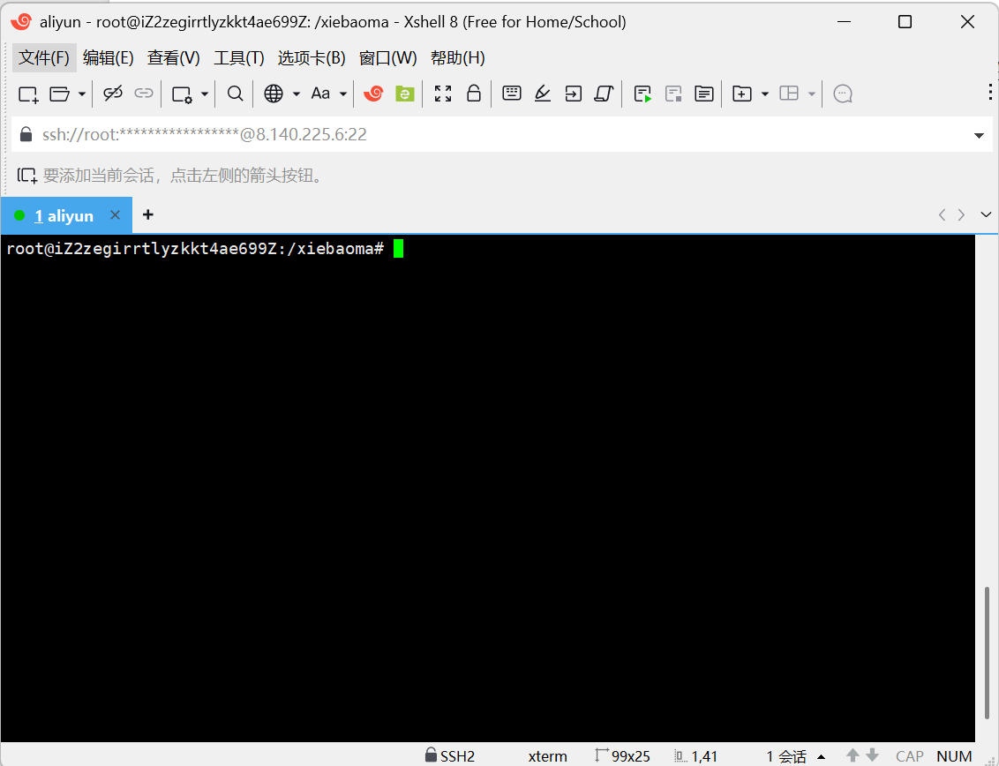 aliyun - root@iZ2zegirrtlyzkkt4ae699Z: /xiebaoma - Xshell 8 (Free for Home/School)
文件(F) 编辑(E) 查看(V) 工具(T) 选项卡(B) 窗口(W) 帮助(H)
Aa
ssh://root:*****************@8.140.225.6:22
要添加当前会话，点击左侧的箭头按钮。
1 aliyun
root@iZ2zegirrtlyzkkt4ae699Z:/xiebaoma#
SSH2 xterm 99x25 1,41 1 会话 CAP NUM